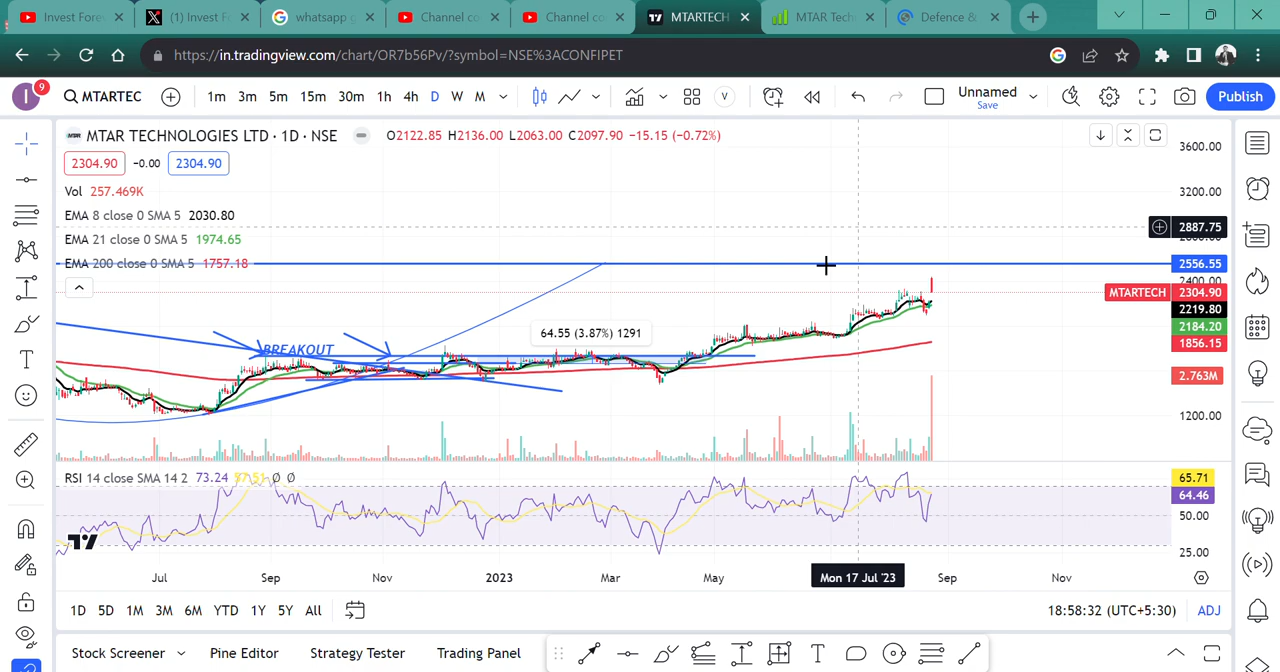 Invest Forex
(1) Invest Fo
whatsapp g
Channel co
Channel co
MTARTECH
MTAR Tech
Defence &
https://in.tradingview.com/chart/OR7b56Pv/?symbol=NSE%3ACONFIPET
I 9 MTARTEC 1m 3m 5m 15m 30m 1h 4h D W M V Unnamed Save Publish
MTAR TECHNOLOGIES LTD · 1D · NSE O2122.85 H2136.00 L2063.00 C2097.90 −15.15 (−0.72%)
2304.90 −0.00 2304.90
Vol 257.469K
EMA 8 close 0 SMA 5 2030.80
EMA 21 close 0 SMA 5 1974.65
EMA 200 close 0 SMA 5 1757.18
3600.00
3200.00
2887.75
2556.55
2400.00
MTARTECH 2304.90
2219.80
2184.20
1856.15
2.763M
1200.00
BREAKOUT
64.55 (3.87%) 1291
RSI 14 close SMA 14 2 73.24 57.51 Ø Ø
65.71
64.46
50.00
25.00
Jul Sep Nov 2023 Mar May Mon 17 Jul '23 Sep Nov
1D 5D 1M 3M 6M YTD 1Y 5Y All 18:58:32 (UTC+5:30) ADJ
Stock Screener Pine Editor Strategy Tester Trading Panel